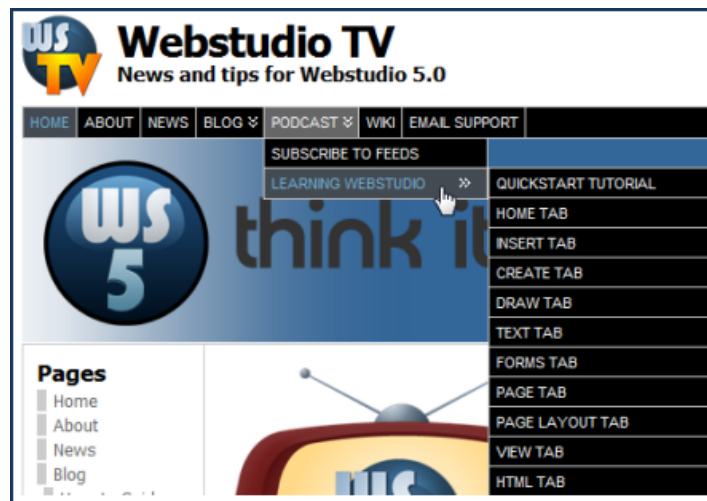 WS
TV
Webstudio TV
News and tips for Webstudio 5.0
HOME ABOUT NEWS BLOG PODCAST WIKI EMAIL SUPPORT
SUBSCRIBE TO FEEDS
LEARNING WEBSTUDIO
QUICKSTART TUTORIAL
HOME TAB
INSERT TAB
CREATE TAB
DRAW TAB
TEXT TAB
FORMS TAB
PAGE TAB
PAGE LAYOUT TAB
VIEW TAB
HTML TAB
WS
5
think it
Pages
Home
About
News
Blog
WS